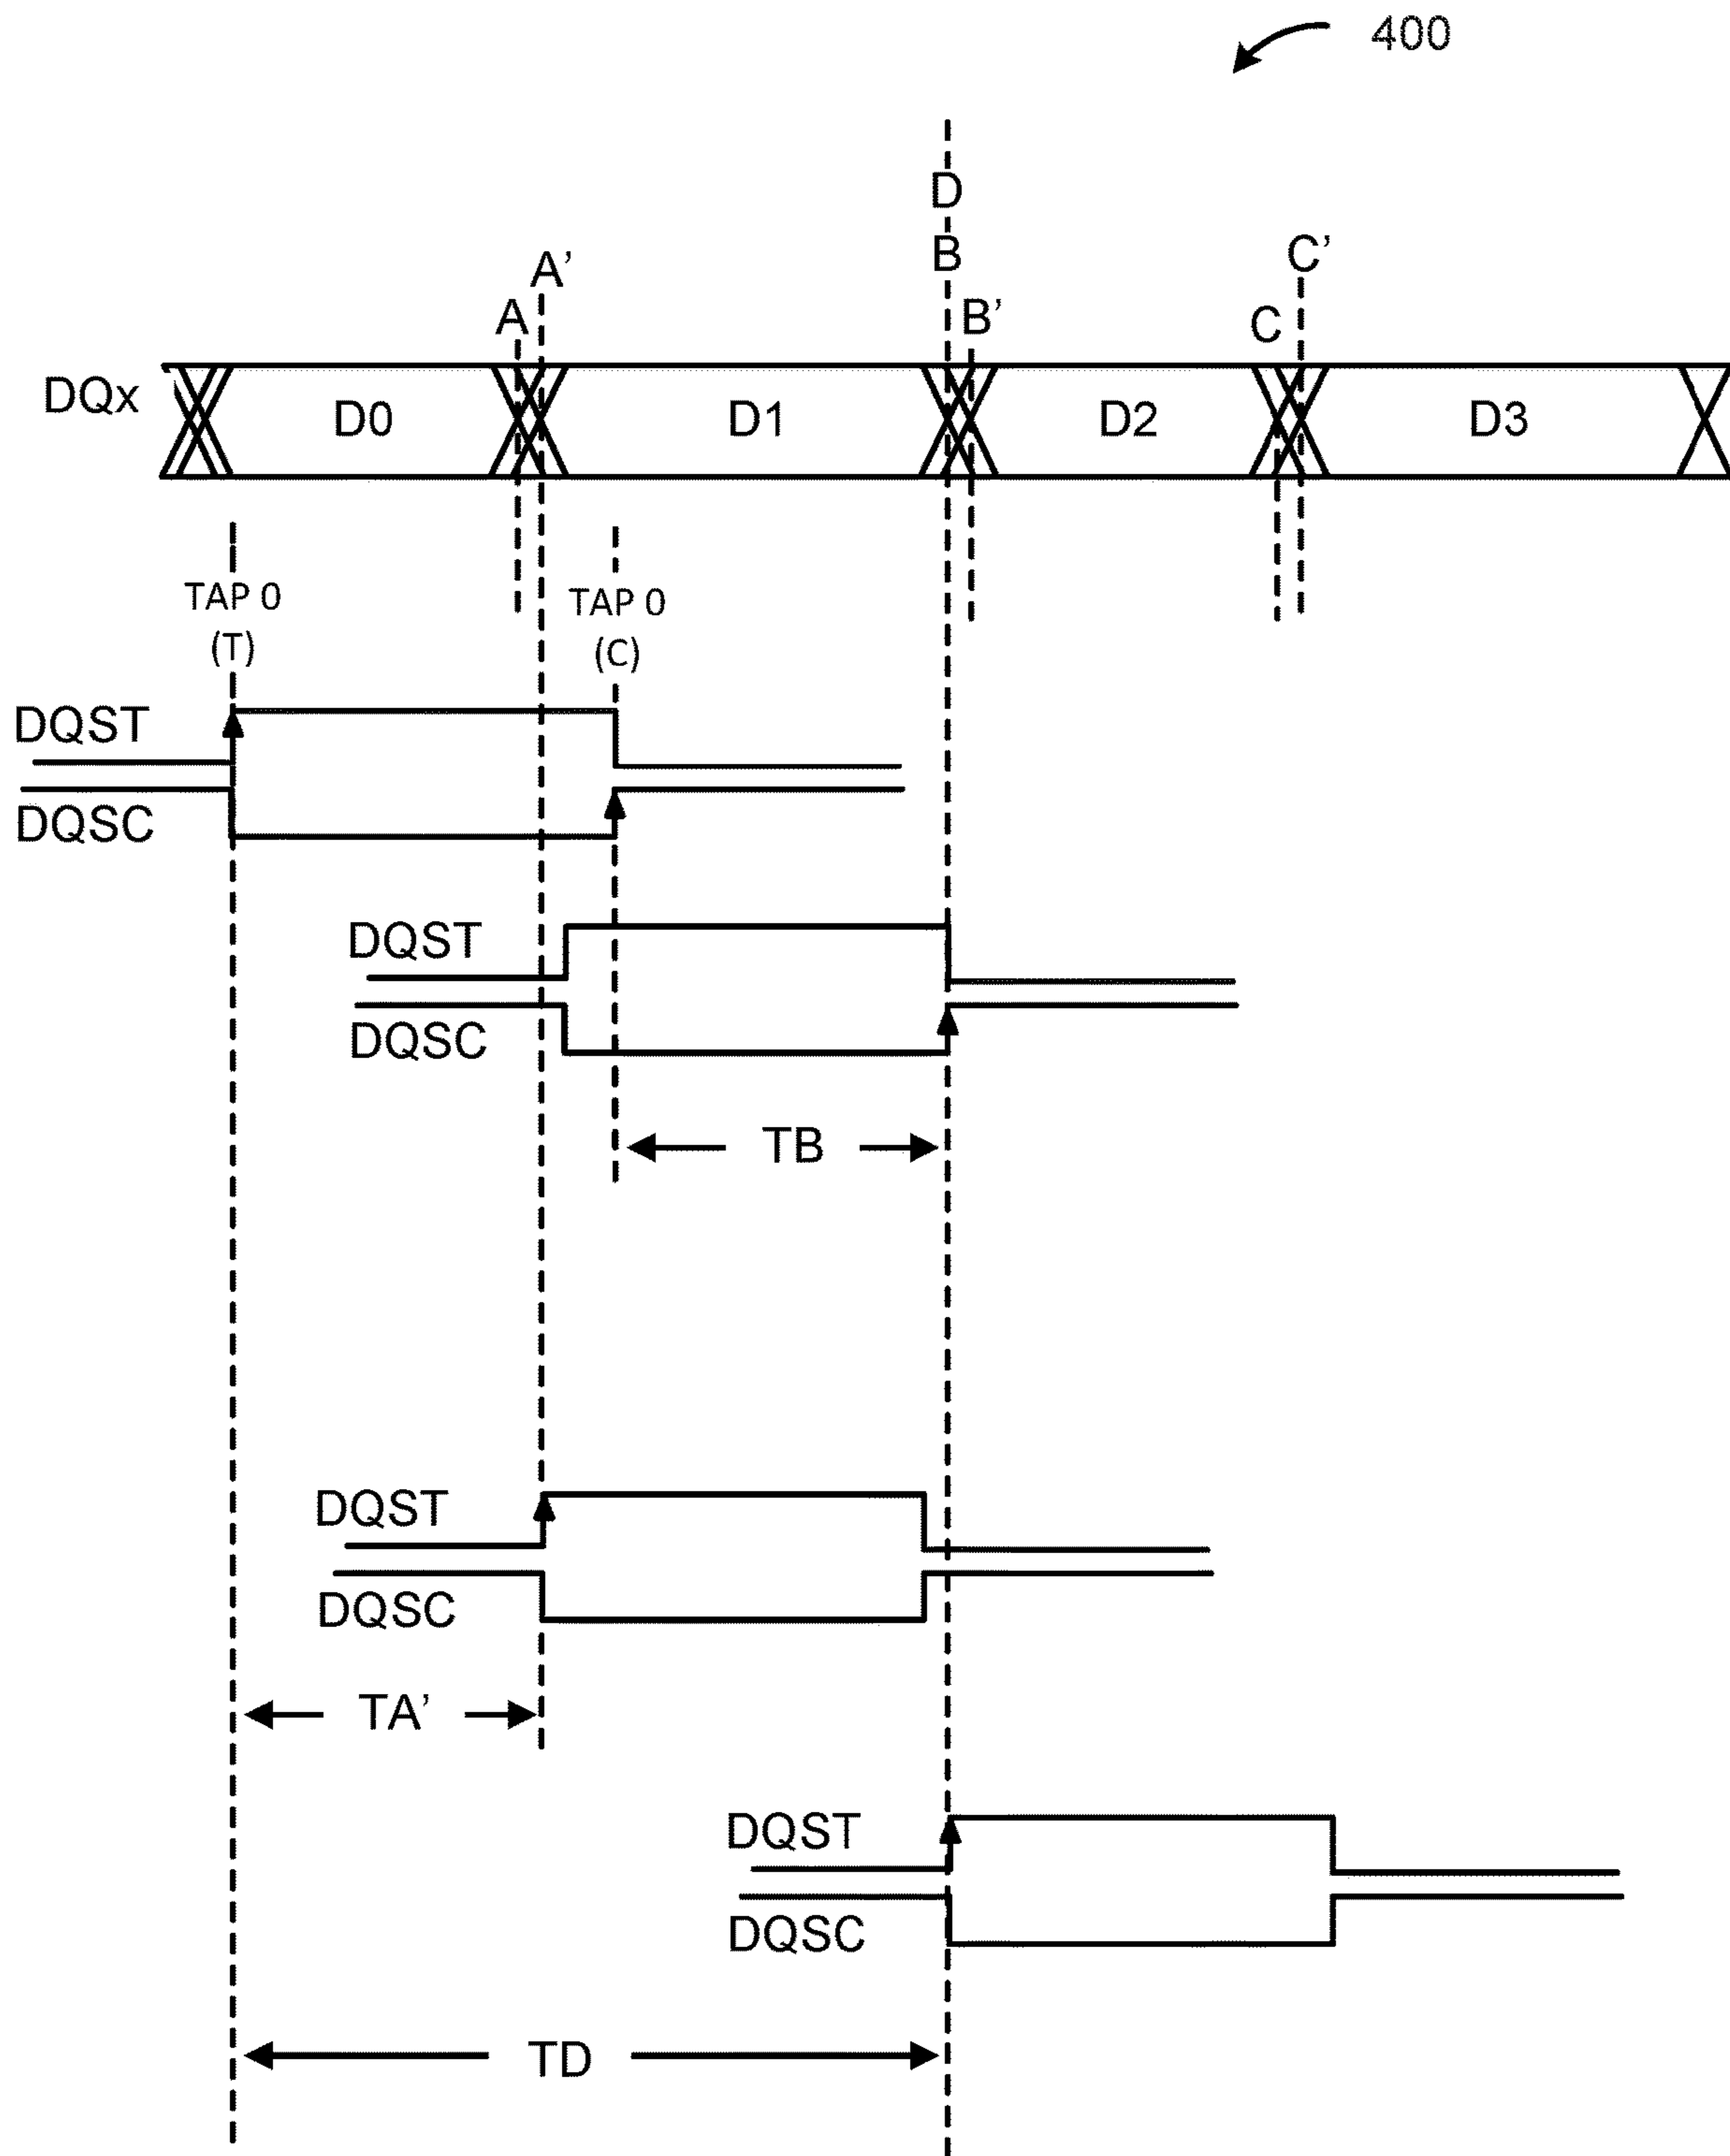 400
D
B
A’
C’
A
B’
C
DQx
D0
D1
D2
D3
TAP 0
(T)
TAP 0
(C)
DQST
DQSC
DQST
DQSC
TB
DQST
DQSC
TA’
DQST
DQSC
TD